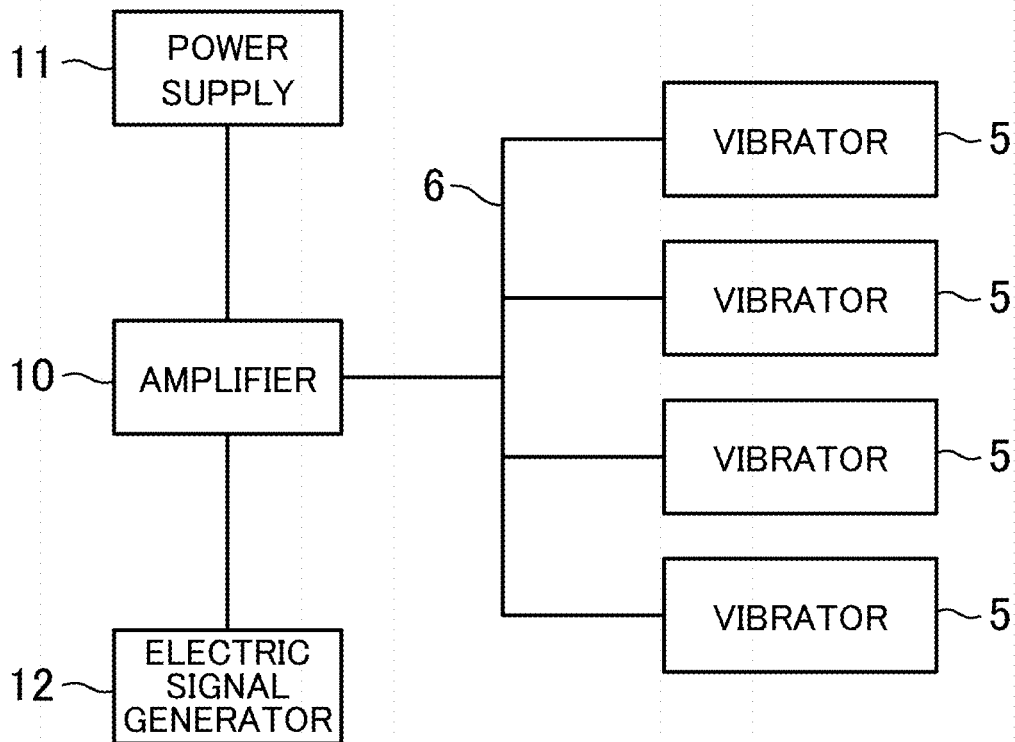 11
POWER
SUPPLY
10
AMPLIFIER
12
ELECTRIC
SIGNAL
GENERATOR
6
VIBRATOR
5
VIBRATOR
5
VIBRATOR
5
VIBRATOR
5